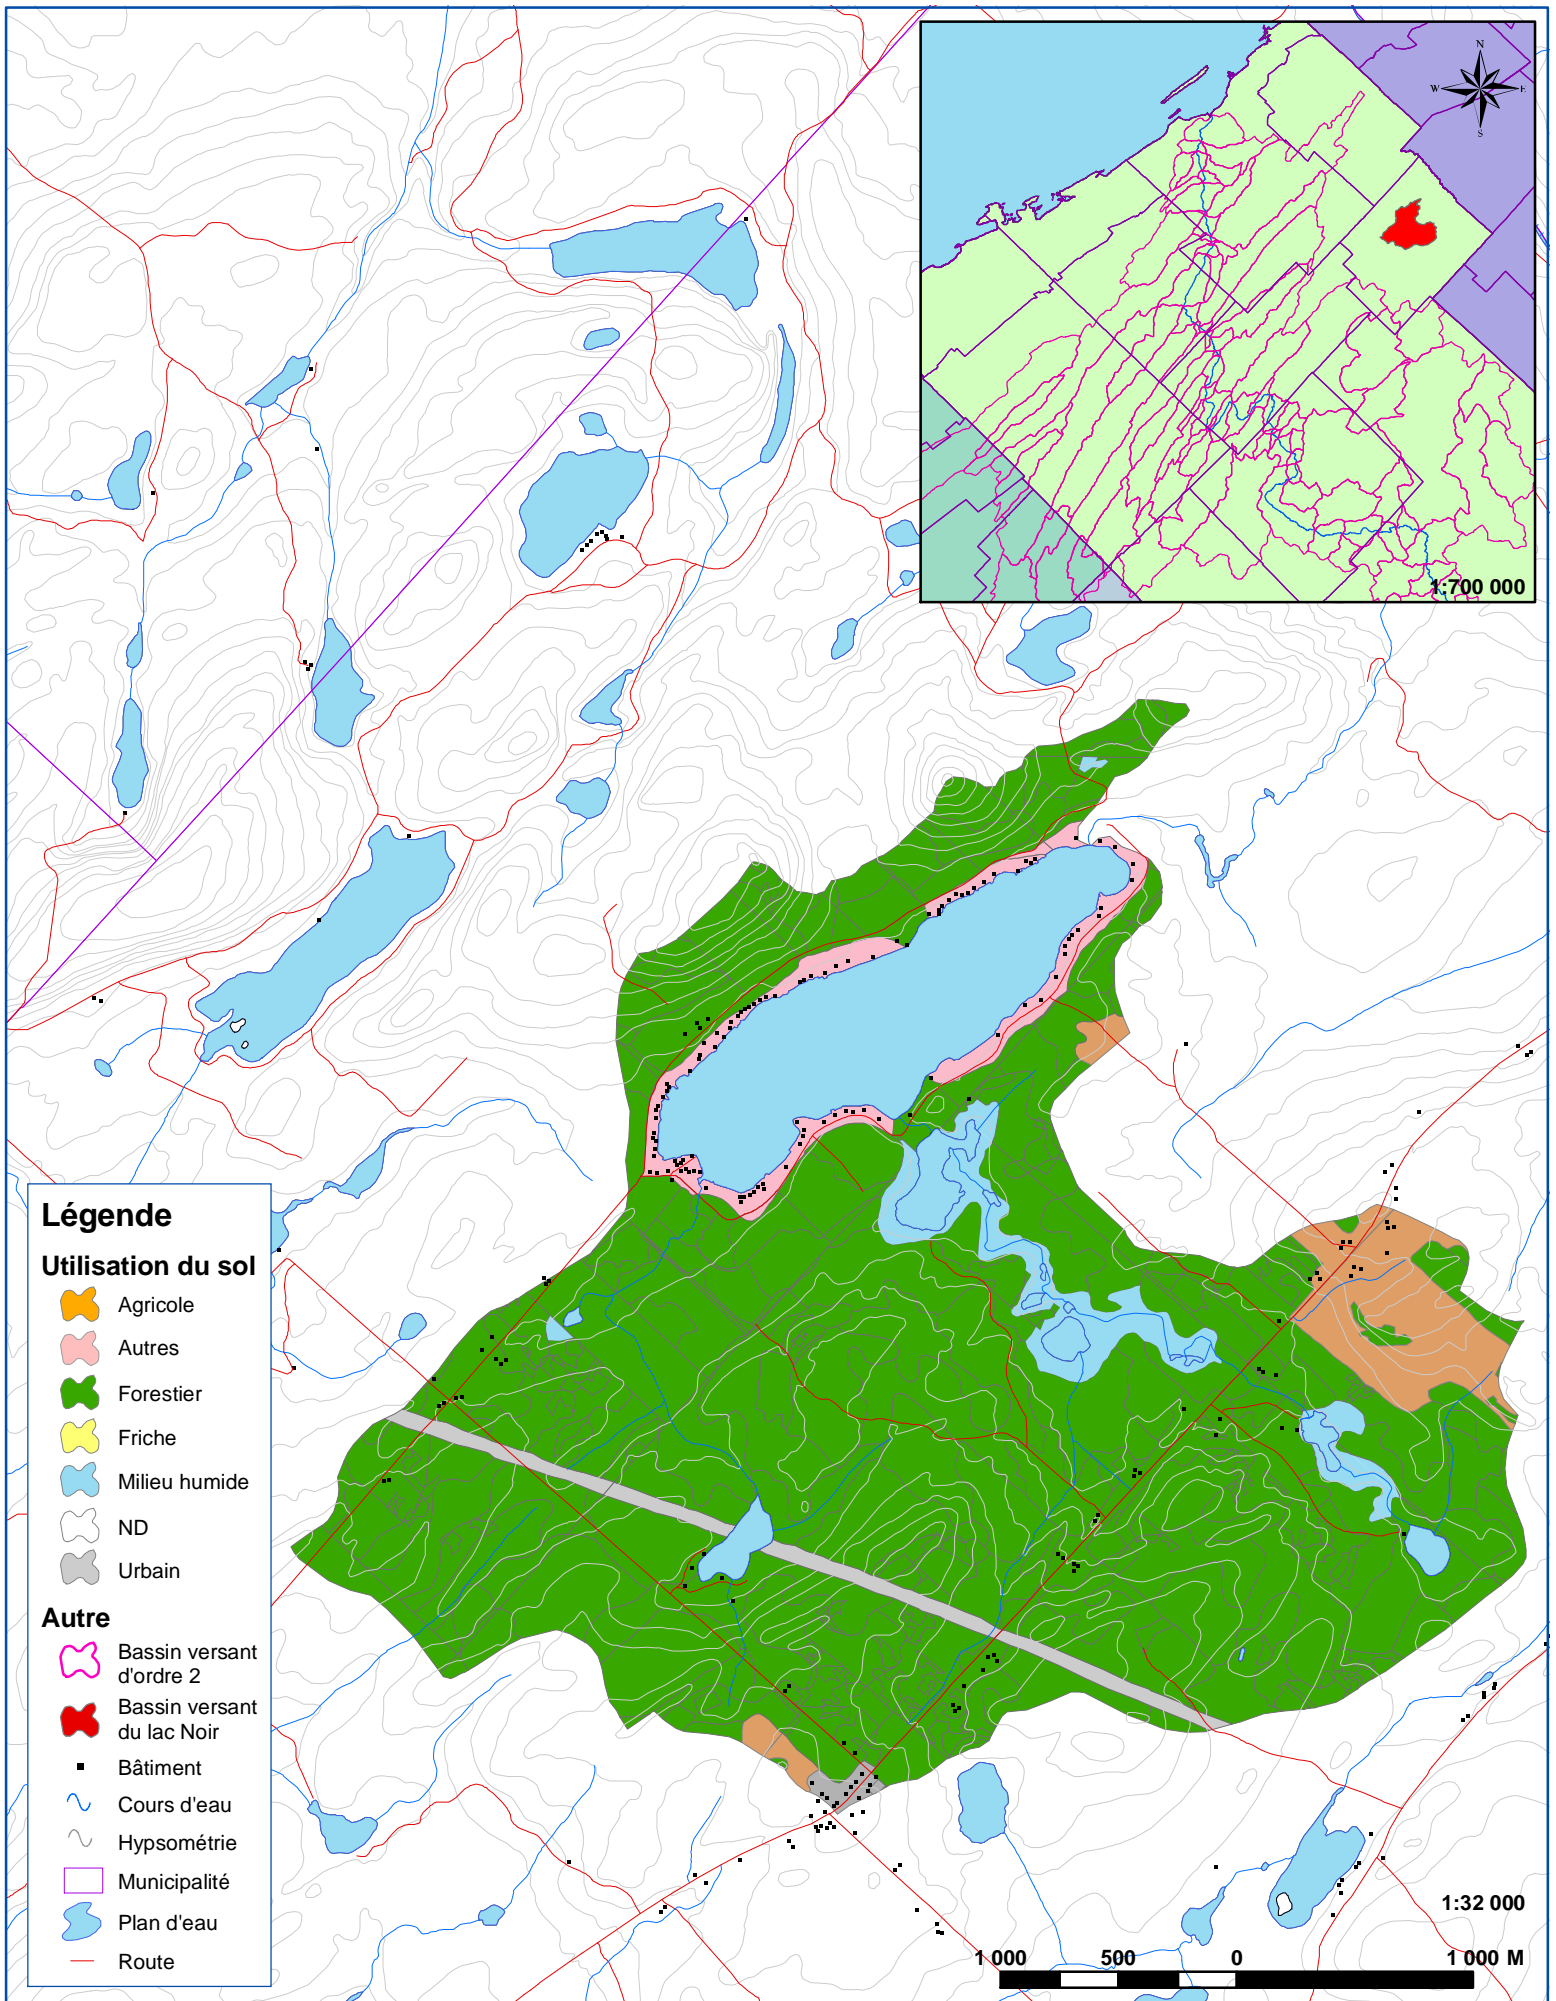 N
W
E
S
1:700 000
Légende
Utilisation du sol
Agricole
Autres
Forestier
Friche
Milieu humide
ND
Urbain
Autre
Bassin versant
d'ordre 2
Bassin versant
du lac Noir
Bâtiment
Cours d'eau
Hypsométrie
Municipalité
Plan d'eau
Route
1:32 000
1 000 500 0 1 000 M